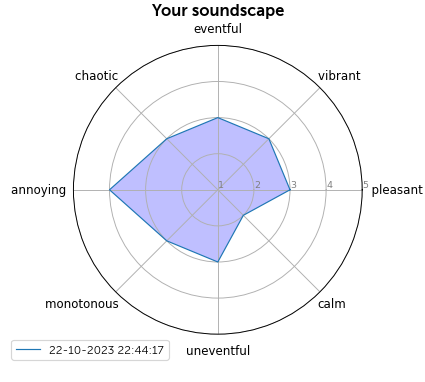 Your soundscape
eventful
chaotic
vibrant
annoying
1
2
3
4
5
pleasant
monotonous
calm
22-10-2023 22:44:17
uneventful